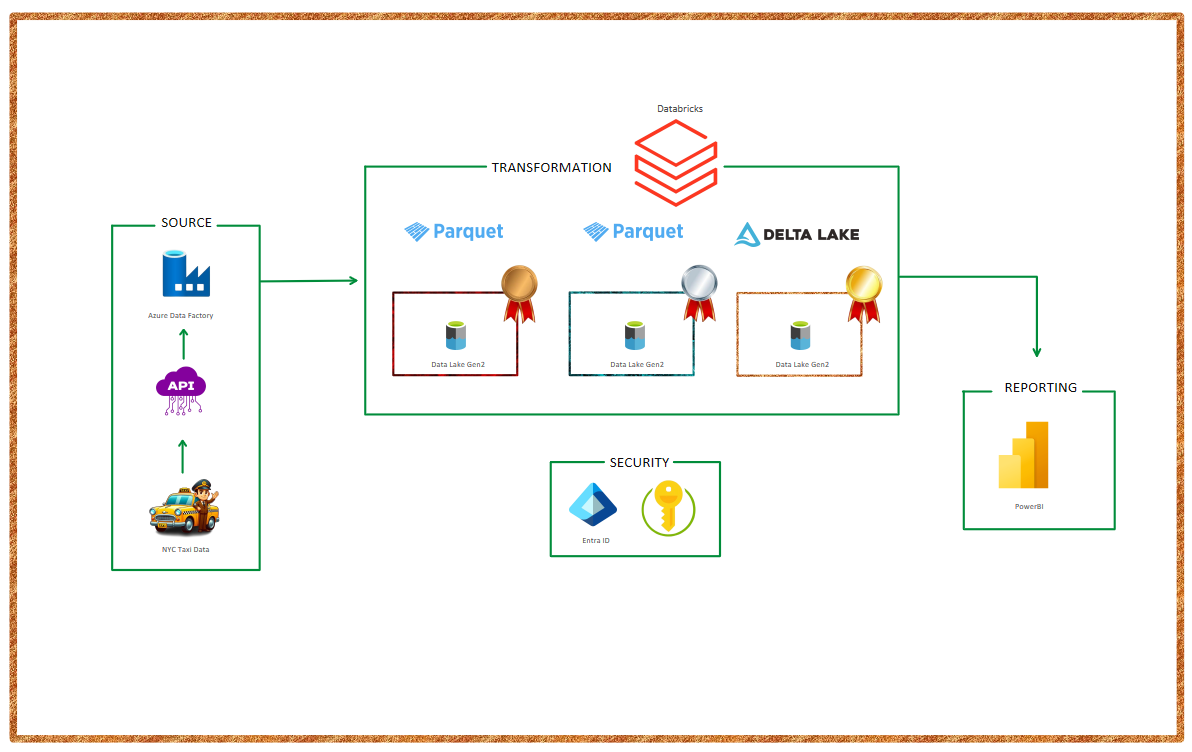 Databricks
TRANSFORMATION
SOURCE
Parquet
Parquet
DELTA LAKE
Azure Data Factory
Data Lake Gen2
Data Lake Gen2
Data Lake Gen2
API
REPORTING
SECURITY
PowerBI
Entra ID
NYC Taxi Data